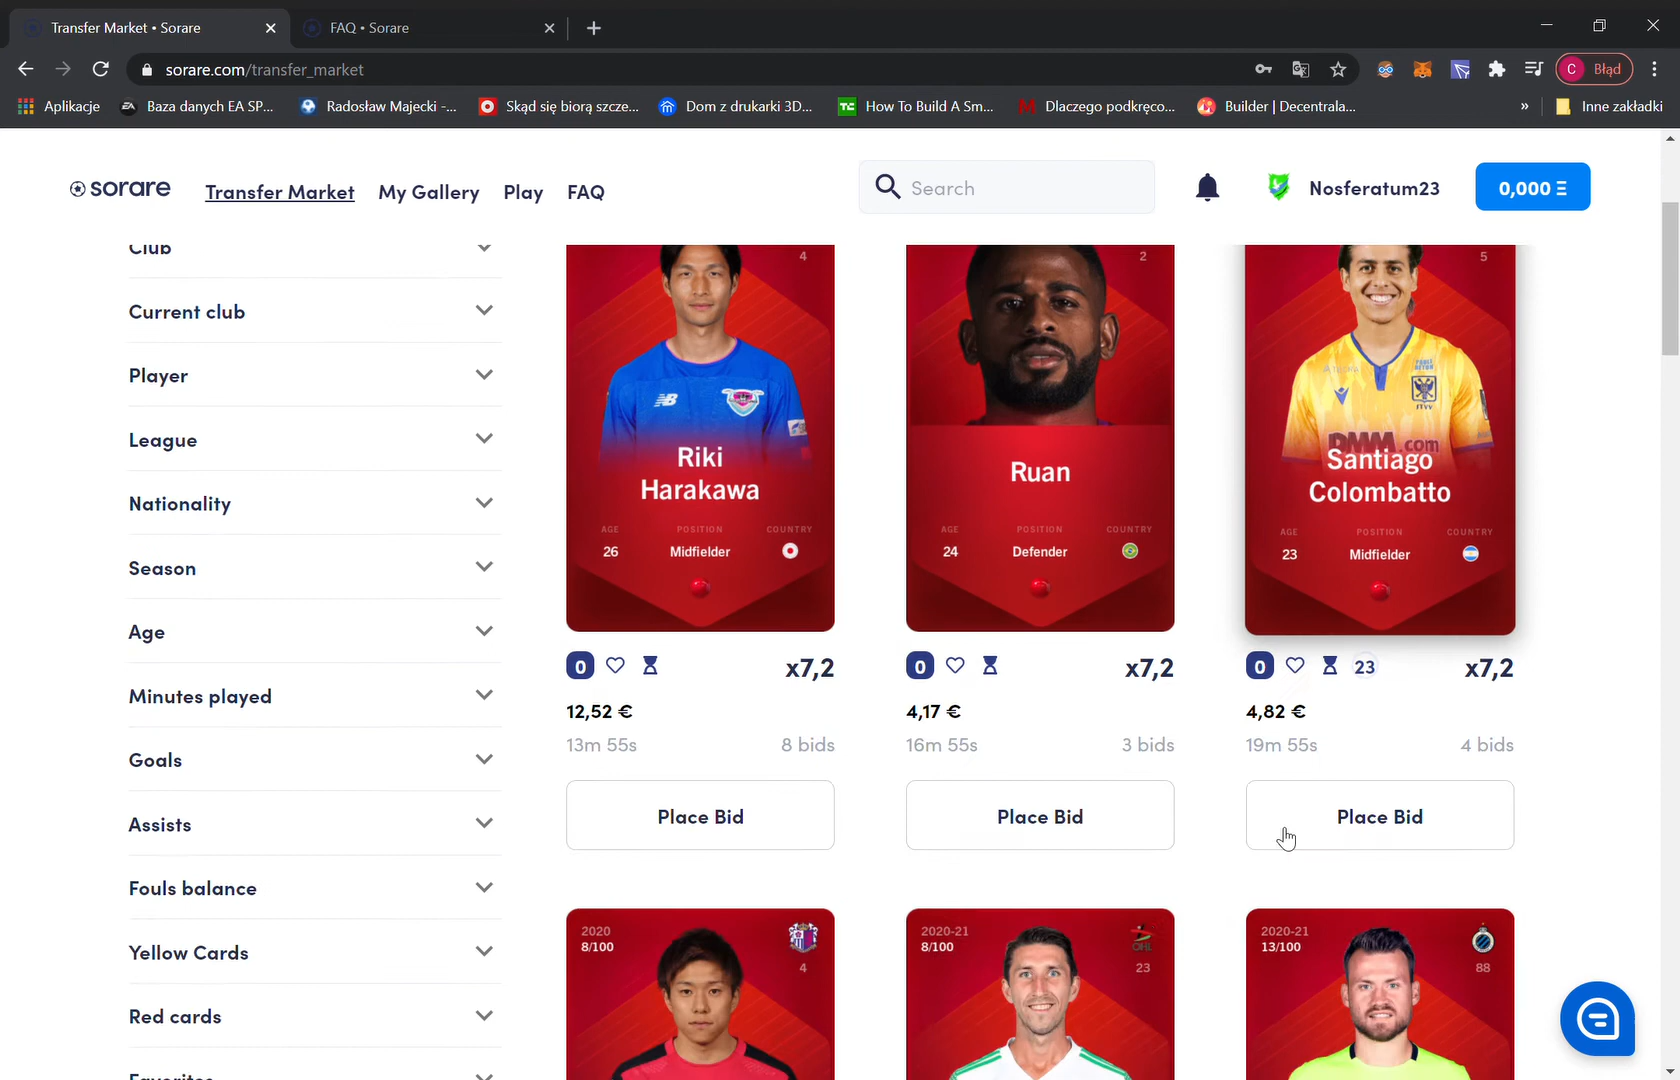 Transfer Market • Sorare
FAQ • Sorare
sorare.com/transfer_market
C Błąd
Aplikacje
Baza danych EA SP...
Radosław Majecki -...
Skąd się biorą szcze...
Dom z drukarki 3D...
How To Build A Sm...
Dlaczego podkręco...
Builder | Decentrala...
»
Inne zakładki
sorare
Transfer Market
My Gallery
Play
FAQ
Search
Nosferatum23
0,000 Ξ
Club
Current club
Player
League
Nationality
Season
Age
Minutes played
Goals
Assists
Fouls balance
Yellow Cards
Red cards
Favorites
4
Riki
Harakawa
AGE POSITION COUNTRY
26 Midfielder
0
x7,2
12,52 €
13m 55s 8 bids
Place Bid
2
Ruan
AGE POSITION COUNTRY
24 Defender
0
x7,2
4,17 €
16m 55s 3 bids
Place Bid
5
STVV
DMM.com
Santiago
Colombatto
AGE POSITION COUNTRY
23 Midfielder
0 23
x7,2
4,82 €
19m 55s 4 bids
Place Bid
2020
8/100
4
2020-21
8/100
OHL
23
2020-21
13/100
88